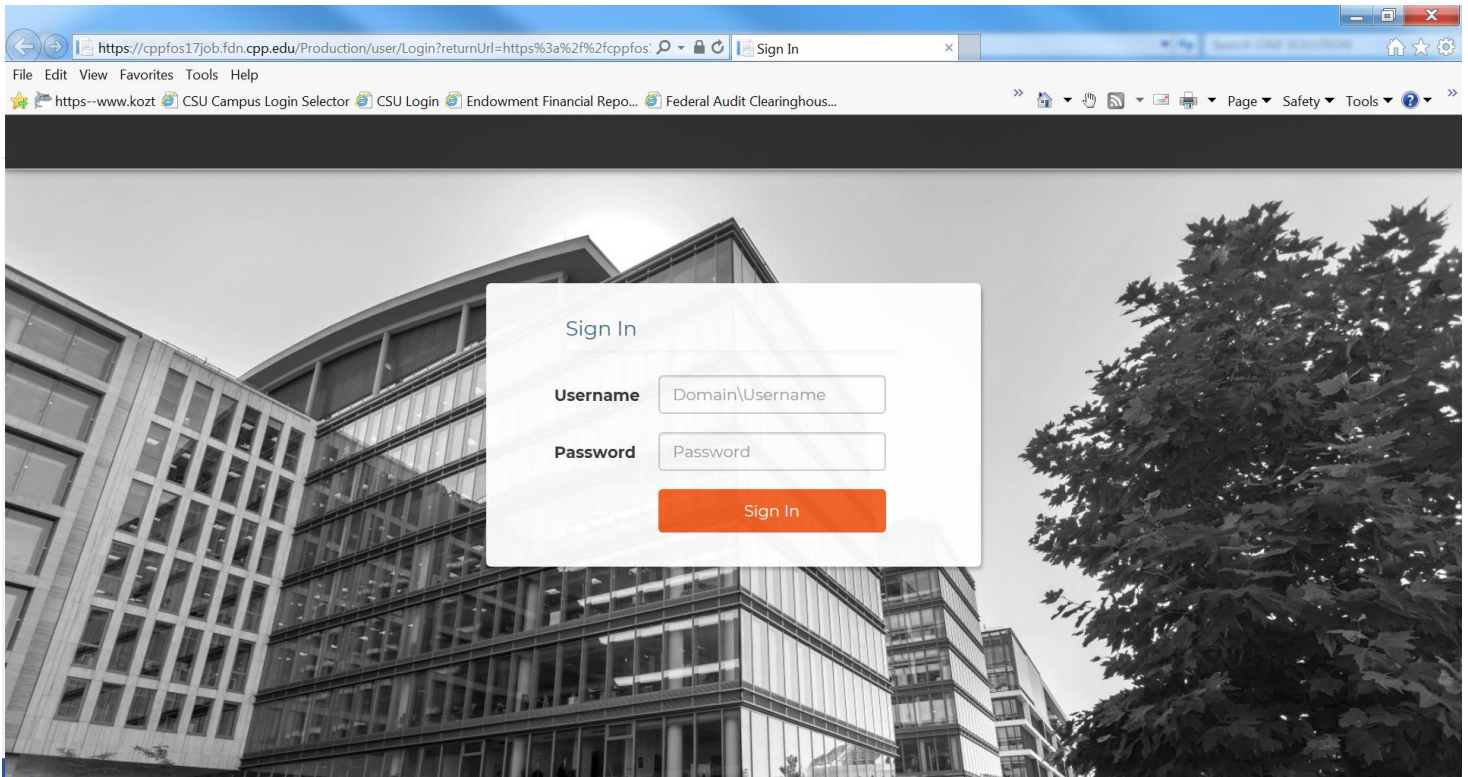 https://cppfos17job.fdn.cpp.edu/Production/user/Login?returnUrl=https%3a%2f%2fcppfos
Sign In
File Edit View Favorites Tools Help
https--www.kozt CSU Campus Login Selector CSU Login Endowment Financial Repo... Federal Audit Clearinghous...
Page Safety Tools
Sign In
Username Domain\Username
Password Password
Sign In